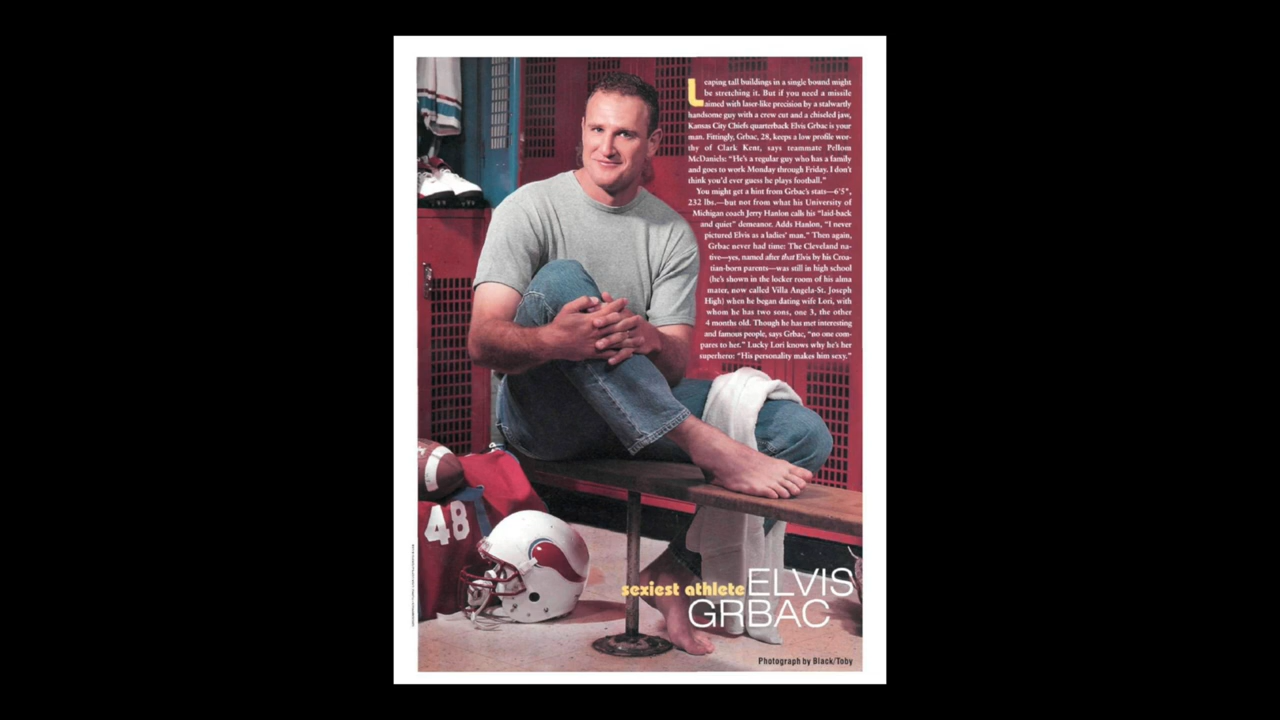 Leaping tall buildings in a single bound might
be stretching it. But if you need a missile
aimed with laser-like precision by a stalwartly
handsome guy with a crew cut and a chiseled jaw,
Kansas City Chiefs quarterback Elvis Grbac is your
man. Fittingly, Grbac, 28, keeps a low profile wor-
thy of Clark Kent, says teammate Pellom
McDaniels: “He's a regular guy who has a family
and goes to work Monday through Friday. I don't
think you'd ever guess he plays football.”
You might get a hint from Grbac's stats—6'5",
232 lbs.—but not from what his University of
Michigan coach Jerry Hanlon calls his “laid-back
and quiet” demeanor. Adds Hanlon, “I never
pictured Elvis as a ladies' man.” Then again,
Grbac never had time: The Cleveland na-
tive—yes, named after that Elvis by his Croa-
tian-born parents—was still in high school
(he's shown in the locker room of his alma
mater, now called Villa Angela-St. Joseph
High) when he began dating wife Lori, with
whom he has two sons, one 3, the other
4 months old. Though he has met interesting
and famous people, says Grbac, “no one com-
pares to her.” Lucky Lori knows why he's her
superhero: “His personality makes him sexy.”
48
sexiest athlete ELVIS
GRBAC
Photograph by Black/Toby